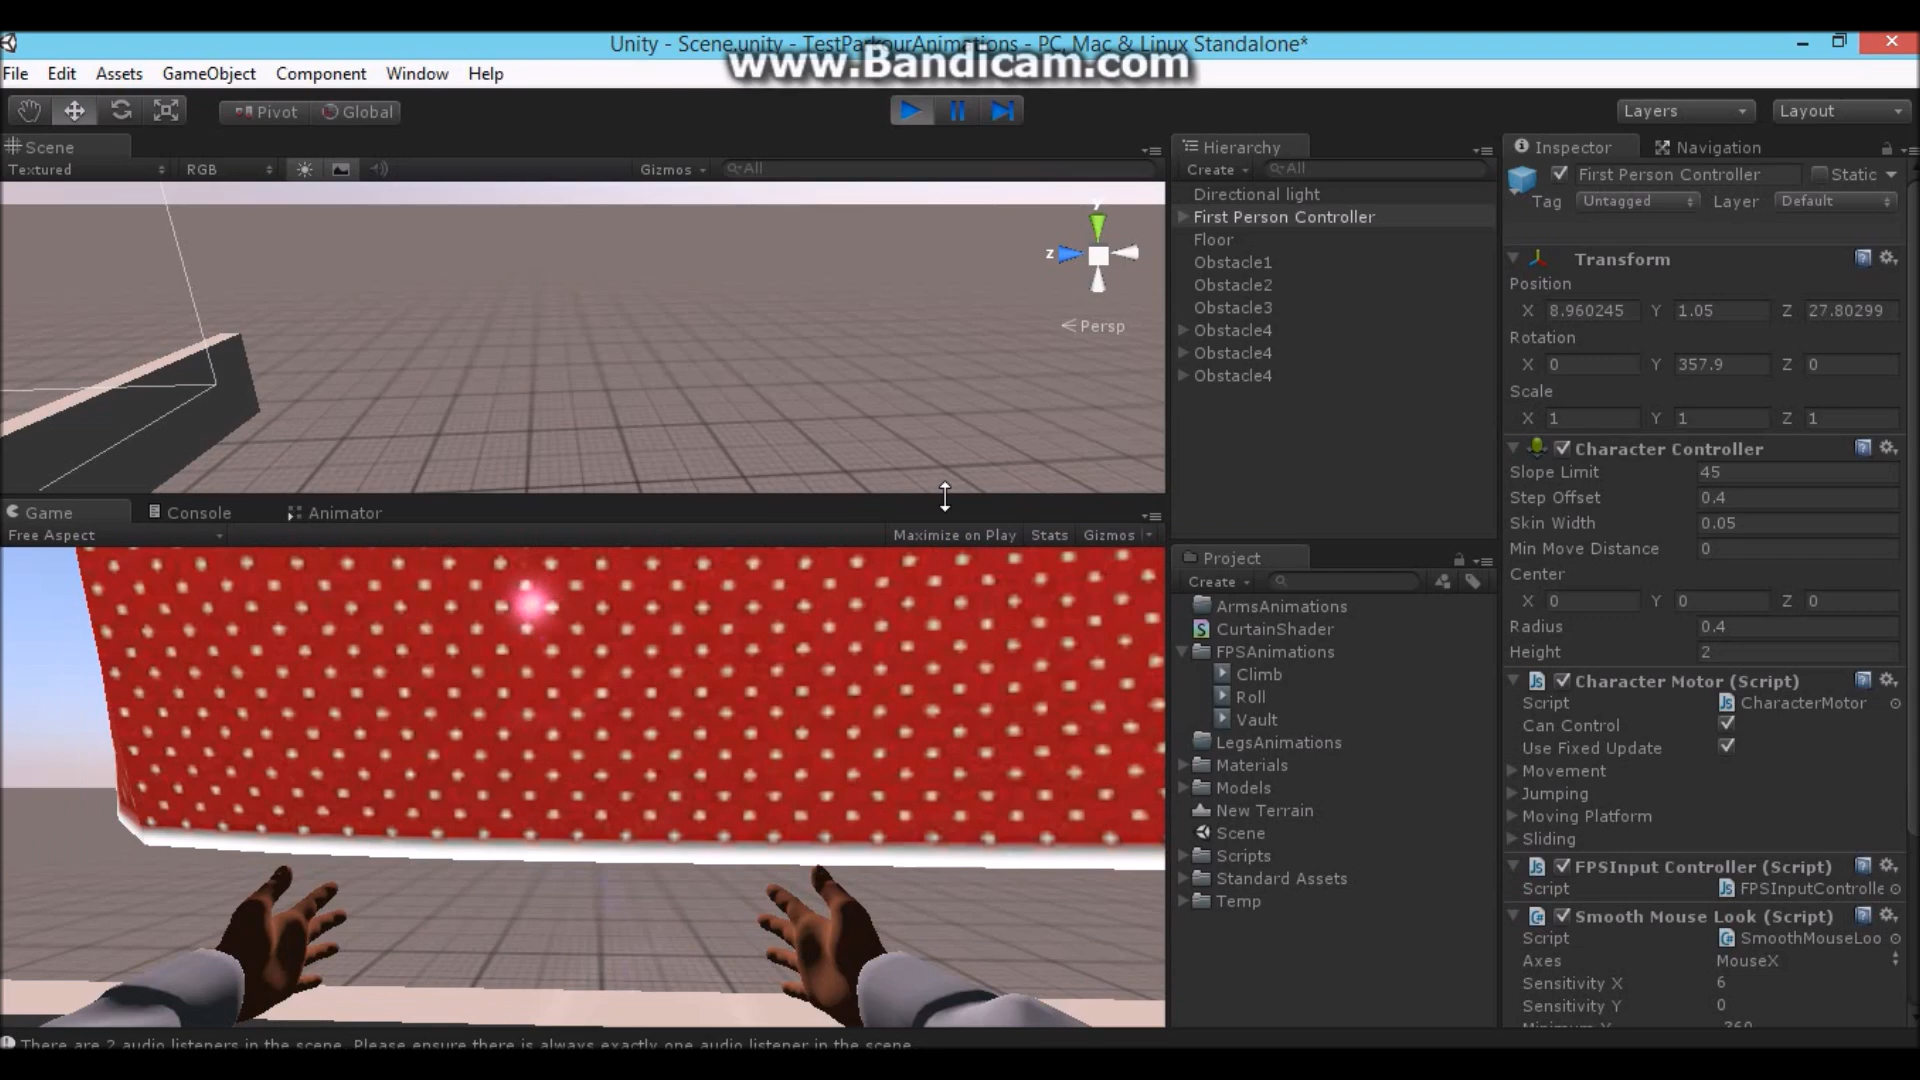 Unity - Scene.unity - TestParkourAnimations - PC, Mac & Linux Standalone*
www.Bandicam.com
File Edit Assets GameObject Component Window Help
Pivot Global Layers Layout
Scene
Textured RGB Gizmos All
y
z
Persp
Game Console Animator
Free Aspect Maximize on Play Stats Gizmos
Hierarchy
Create All
Directional light
First Person Controller
Floor
Obstacle1
Obstacle2
Obstacle3
Obstacle4
Obstacle4
Obstacle4
Project
Create
ArmsAnimations
CurtainShader
FPSAnimations
Climb
Roll
Vault
LegsAnimations
Materials
Models
New Terrain
Scene
Scripts
Standard Assets
Temp
Inspector Navigation
First Person Controller Static
Tag Untagged Layer Default
Transform
Position
X 8.960245 Y 1.05 Z 27.80299
Rotation
X 0 Y 357.9 Z 0
Scale
X 1 Y 1 Z 1
Character Controller
Slope Limit 45
Step Offset 0.4
Skin Width 0.05
Min Move Distance 0
Center
X 0 Y 0 Z 0
Radius 0.4
Height 2
Character Motor (Script)
Script CharacterMotor
Can Control
Use Fixed Update
Movement
Jumping
Moving Platform
Sliding
FPSInput Controller (Script)
Script FPSInputControlle
Smooth Mouse Look (Script)
Script SmoothMouseLoo
Axes MouseX
Sensitivity X 6
Sensitivity Y 0
There are 2 audio listeners in the scene. Please ensure there is always exactly one audio listener in the scene